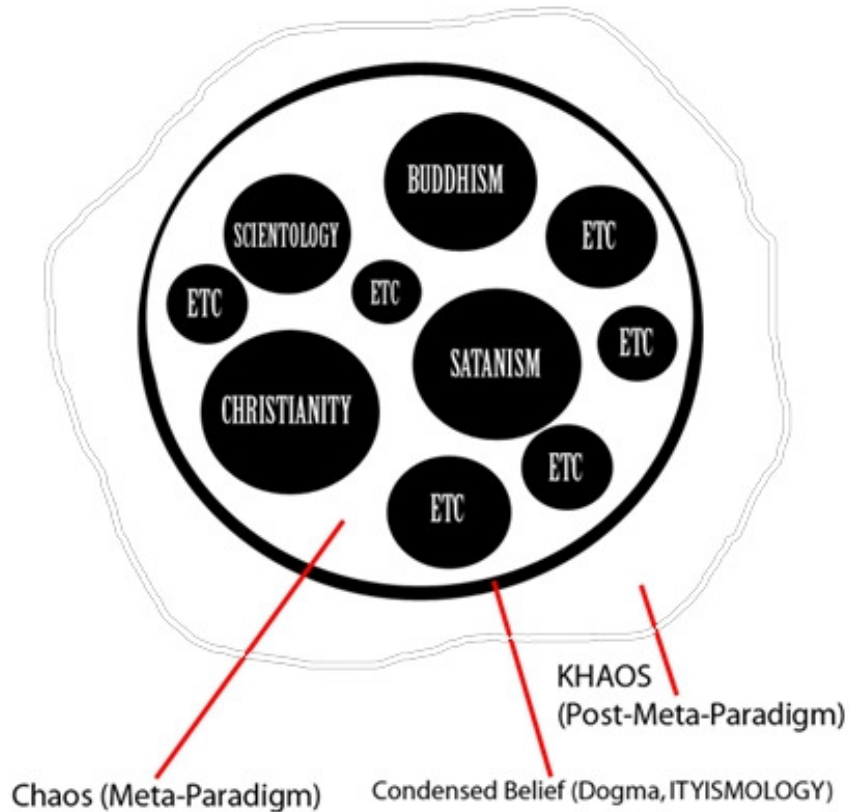 BUDDHISM
SCIENTOLOGY
ETC
ETC
ETC
ETC
SATANISM
CHRISTIANITY
ETC
ETC
KHAOS
(Post-Meta-Paradigm)
Chaos (Meta-Paradigm)
Condensed Belief (Dogma, ITYISMOLOGY)